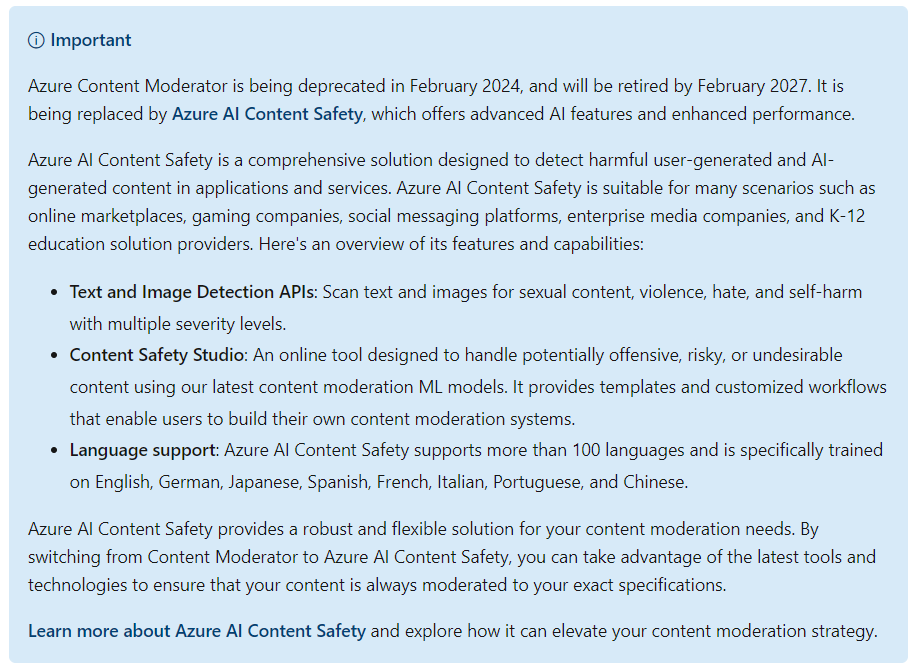 Important
Azure Content Moderator is being deprecated in February 2024, and will be retired by February 2027. It is
being replaced by Azure AI Content Safety, which offers advanced AI features and enhanced performance.
Azure AI Content Safety is a comprehensive solution designed to detect harmful user-generated and AI-
generated content in applications and services. Azure AI Content Safety is suitable for many scenarios such as
online marketplaces, gaming companies, social messaging platforms, enterprise media companies, and K-12
education solution providers. Here's an overview of its features and capabilities:
• Text and Image Detection APIs: Scan text and images for sexual content, violence, hate, and self-harm
with multiple severity levels.
• Content Safety Studio: An online tool designed to handle potentially offensive, risky, or undesirable
content using our latest content moderation ML models. It provides templates and customized workflows
that enable users to build their own content moderation systems.
• Language support: Azure AI Content Safety supports more than 100 languages and is specifically trained
on English, German, Japanese, Spanish, French, Italian, Portuguese, and Chinese.
Azure AI Content Safety provides a robust and flexible solution for your content moderation needs. By
switching from Content Moderator to Azure AI Content Safety, you can take advantage of the latest tools and
technologies to ensure that your content is always moderated to your exact specifications.
Learn more about Azure AI Content Safety and explore how it can elevate your content moderation strategy.